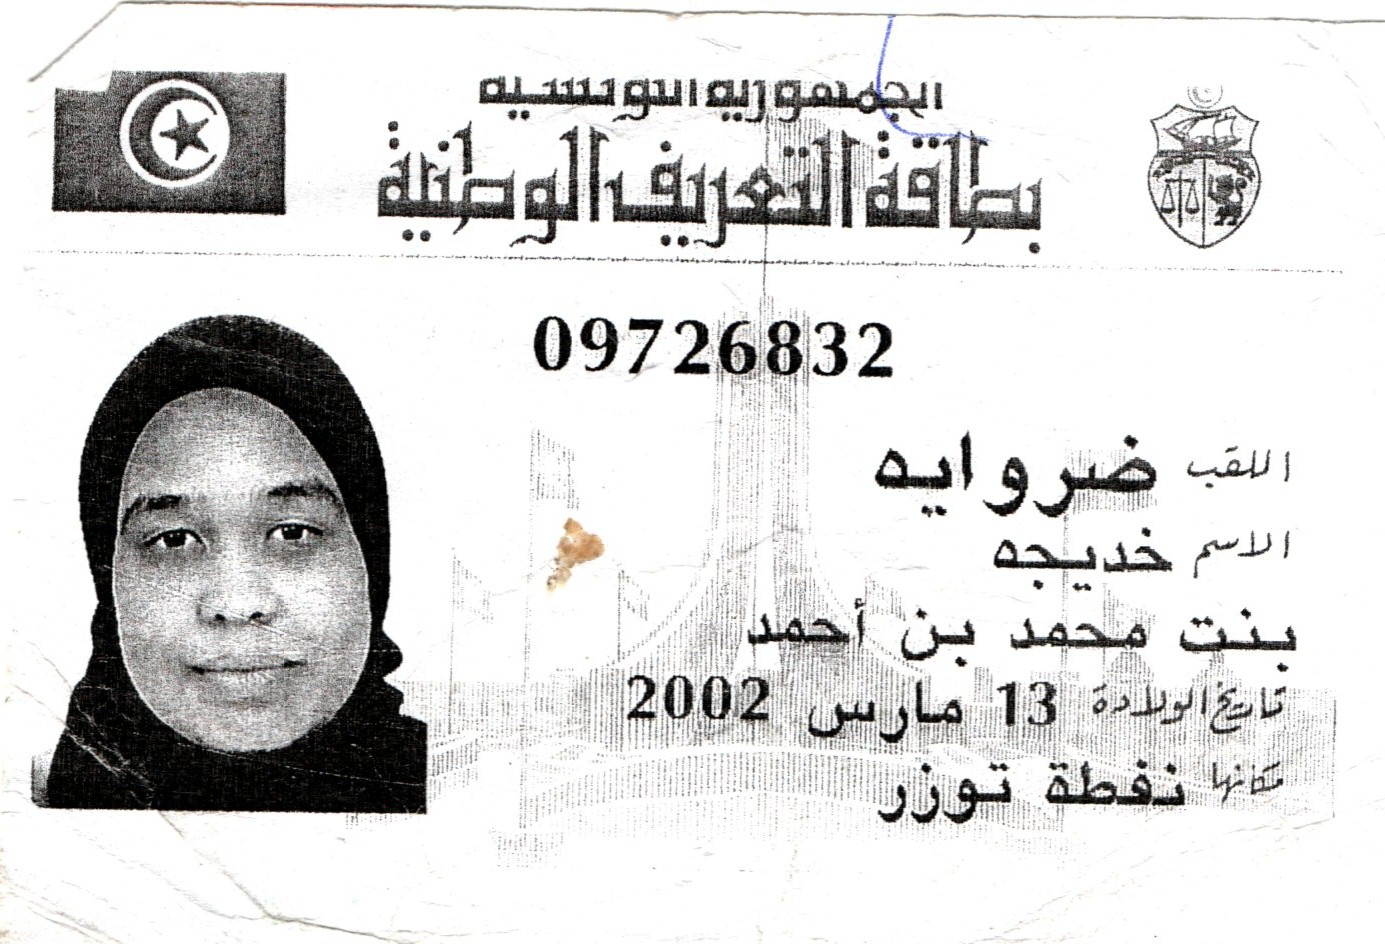 الجمهورية التونسية
بطاقة التعريف الوطنية
09726832
اللقب ضروايه
الاسم خديجه
بنت محمد بن أحمد
تاريخ الولادة 13 مارس 2002
مكانها نفطة توزر